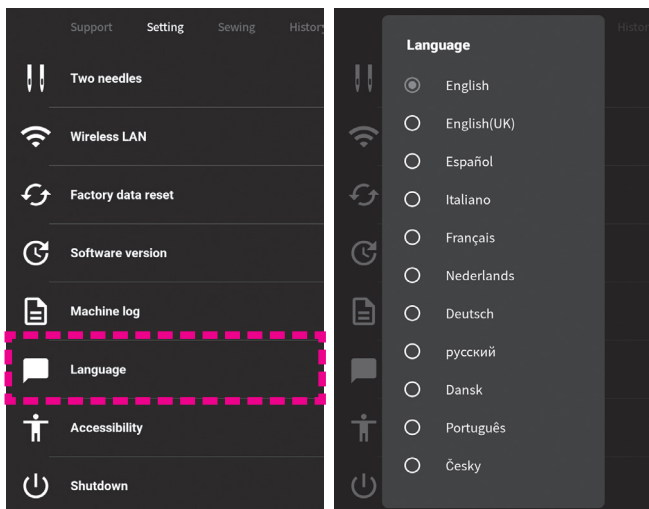 Support Setting Sewing History
Two needles
Wireless LAN
Factory data reset
Software version
Machine log
Language
Accessibility
Shutdown
Language
English
English(UK)
Español
Italiano
Français
Nederlands
Deutsch
русский
Dansk
Português
Česky